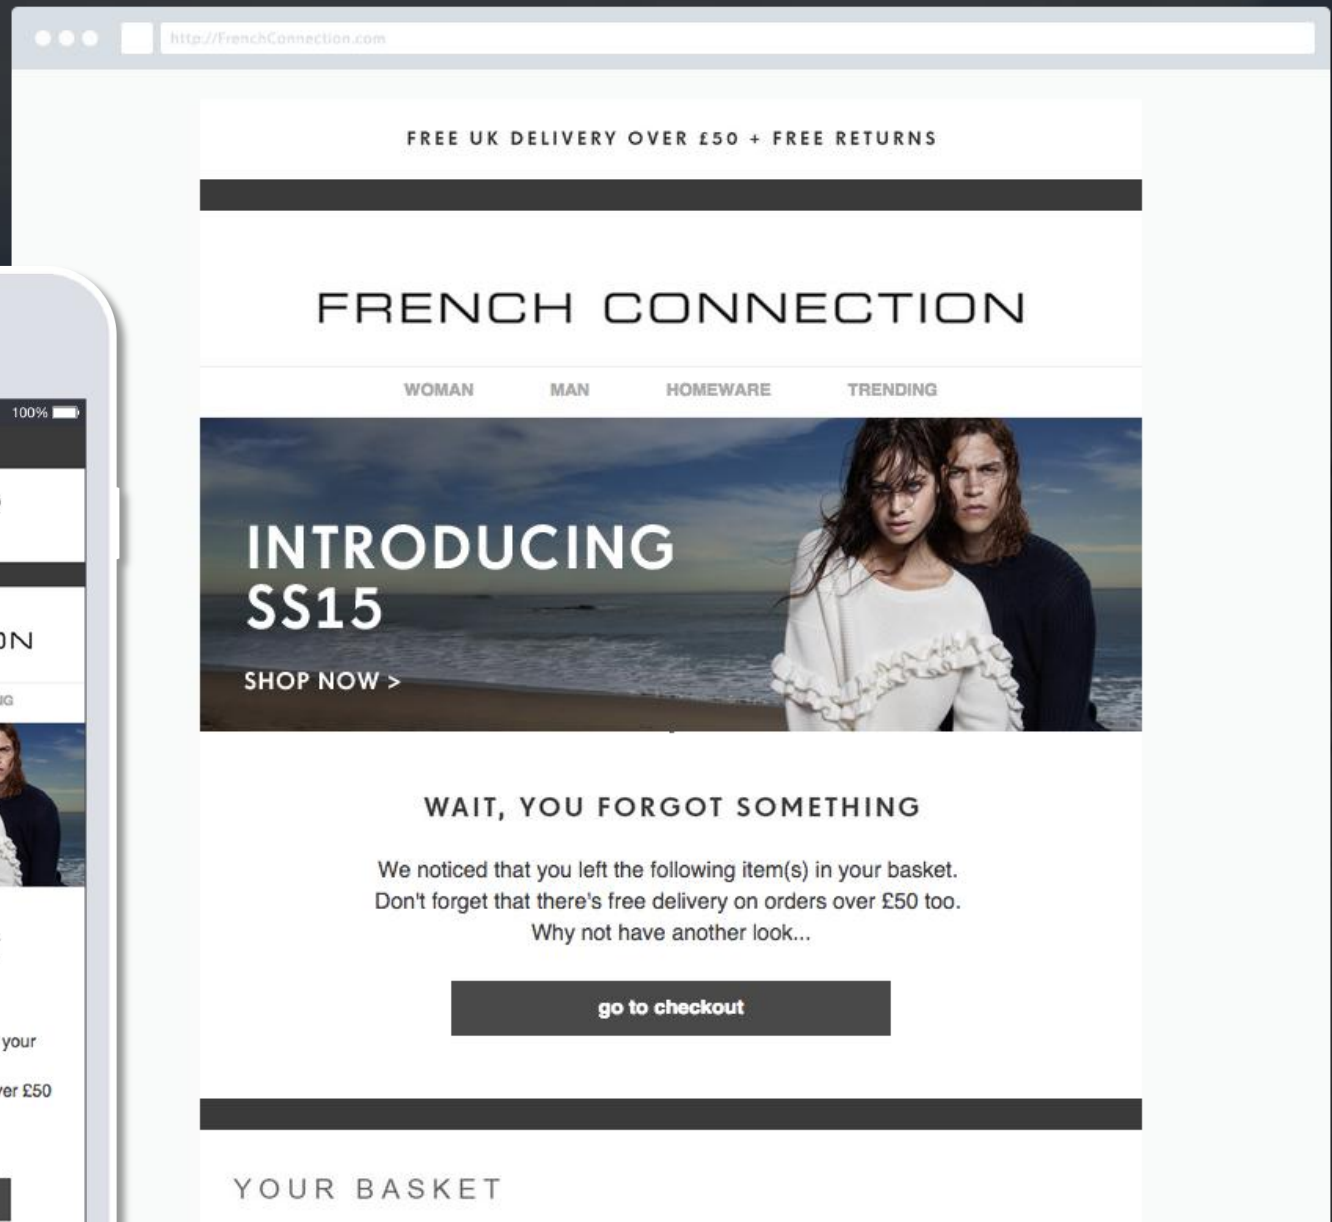 http://FrenchConnection.com
FREE UK DELIVERY OVER £50 + FREE RETURNS
FRENCH CONNECTION
WOMAN MAN HOMEWARE TRENDING
INTRODUCING
SS15
SHOP NOW >
WAIT, YOU FORGOT SOMETHING
We noticed that you left the following item(s) in your basket.
Don't forget that there's free delivery on orders over £50 too.
Why not have another look...
go to checkout
YOUR BASKET
100%
ON
NG
your
er £50